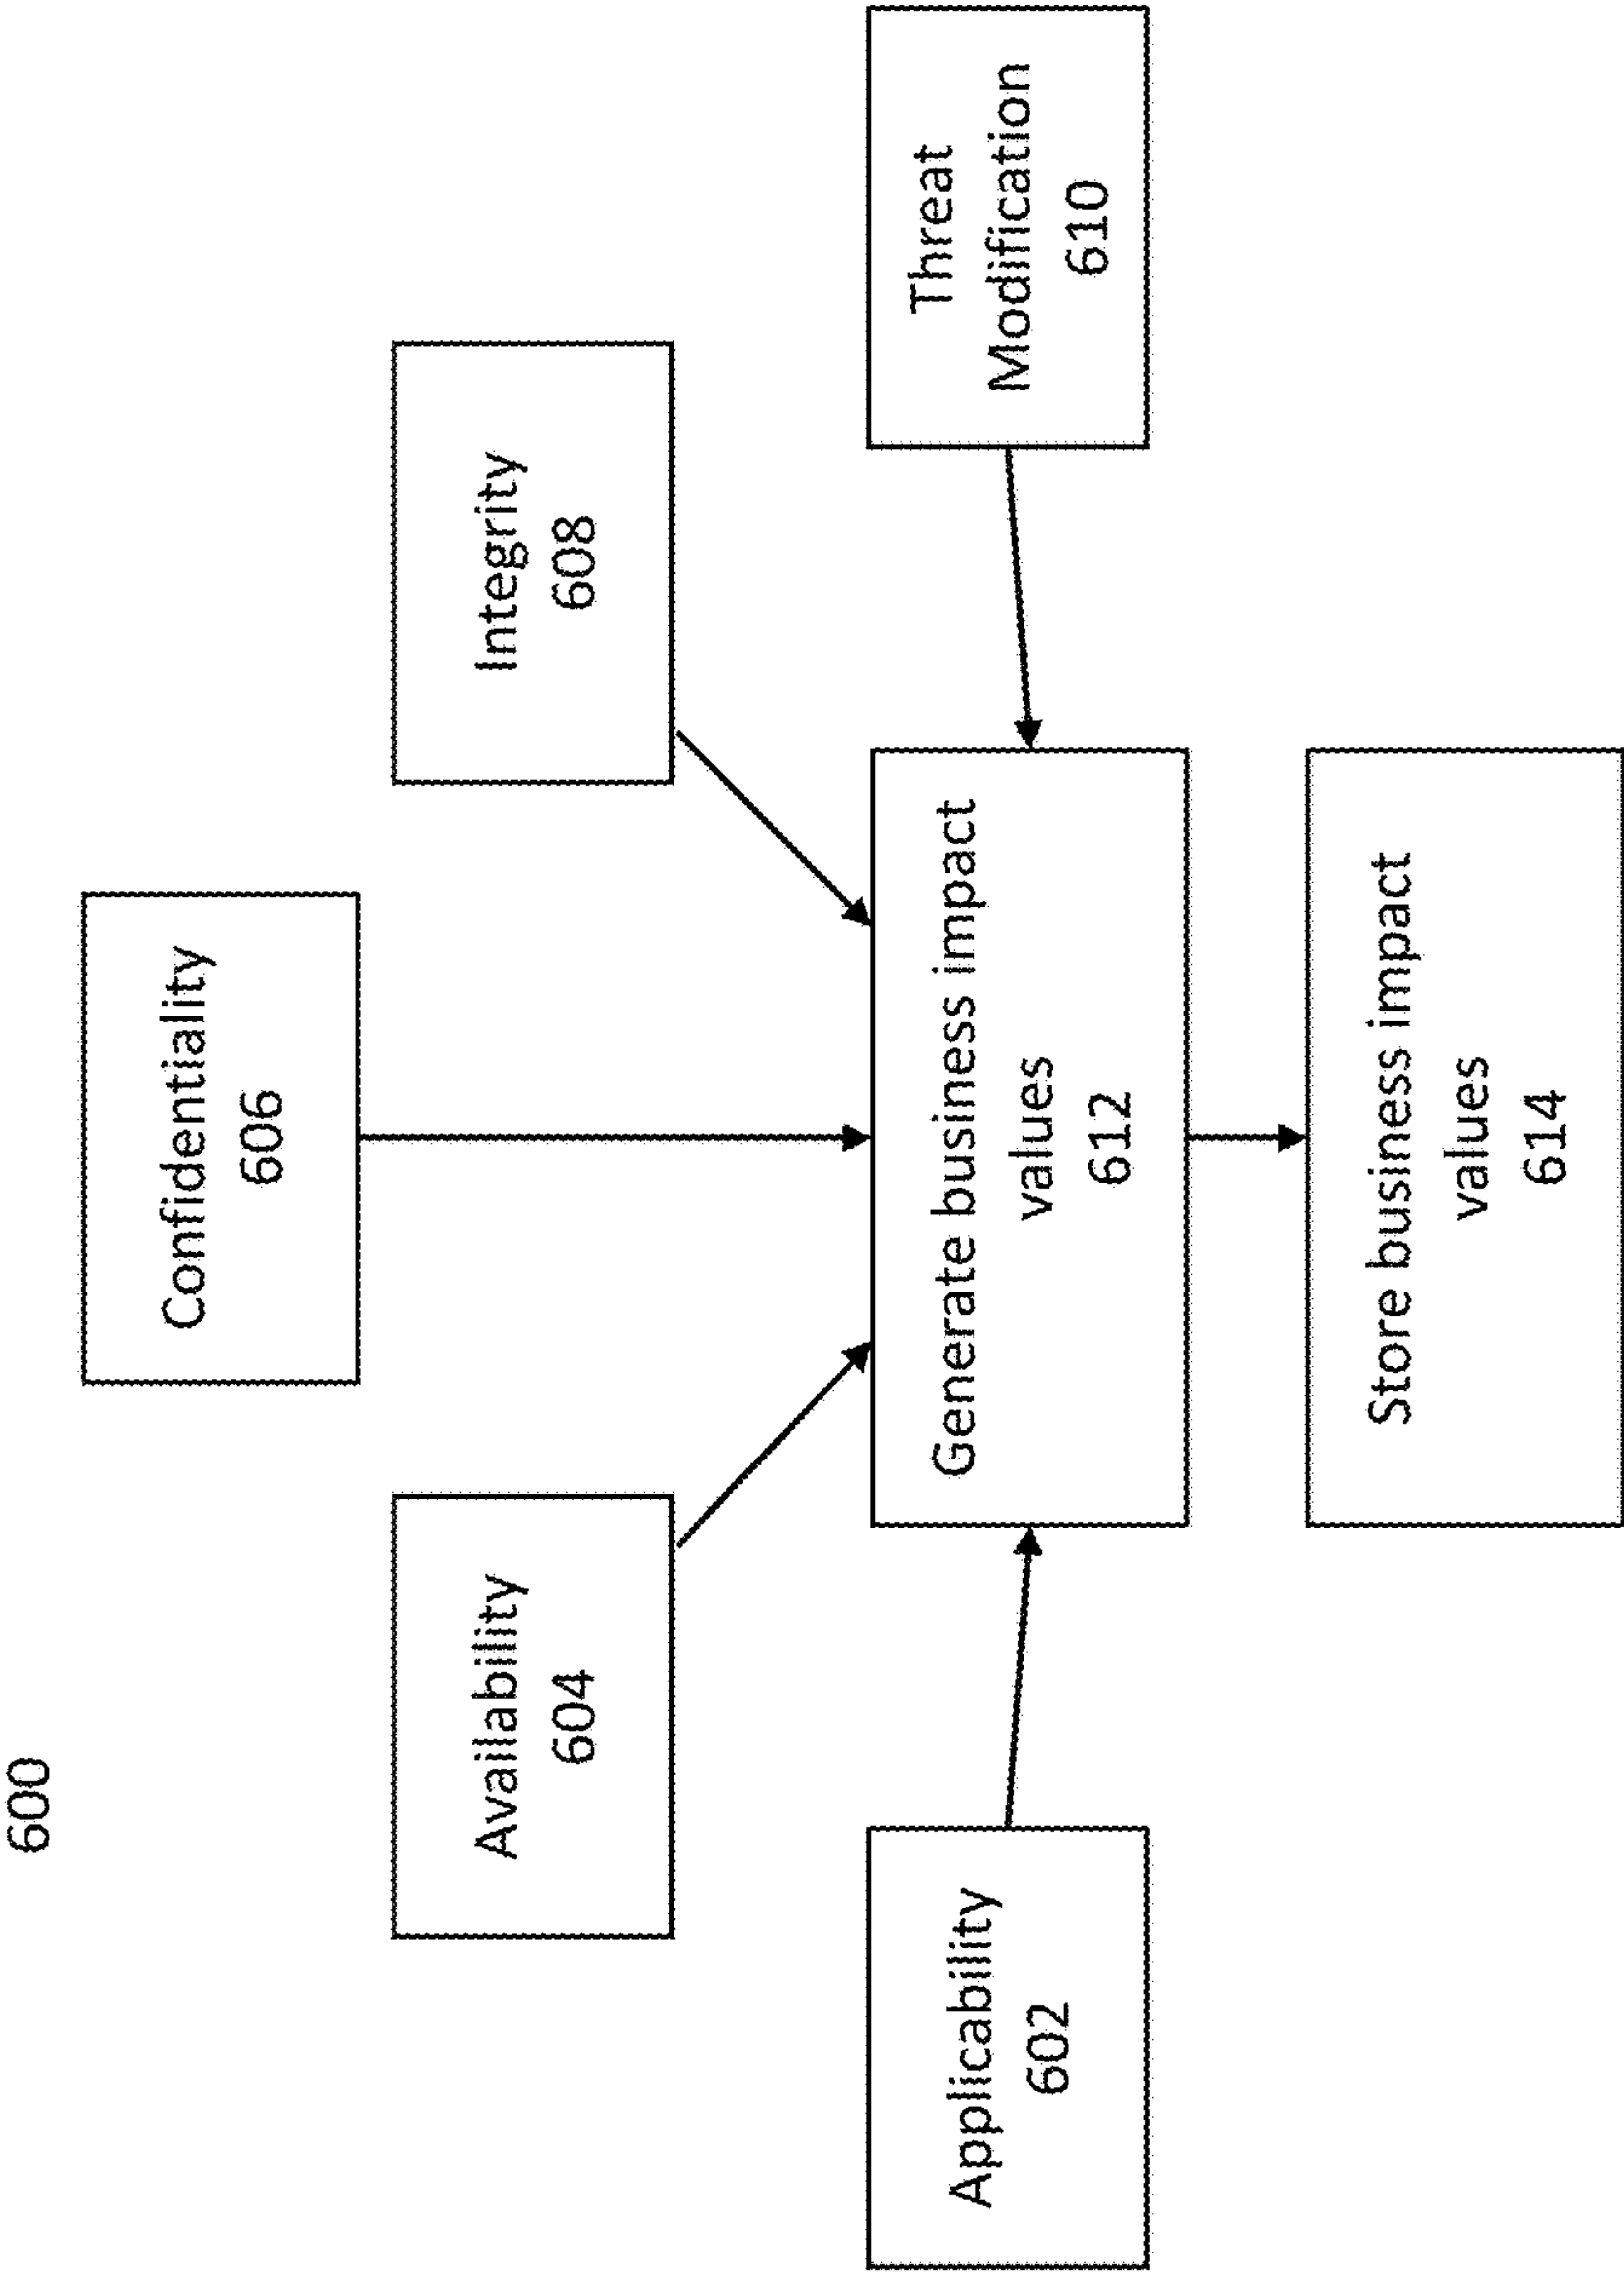 600
Confidentiality
606
Availability
604
Integrity
608
Applicability
602
Generate business impact
values
612
Threat
Modification
610
Store business impact
values
614